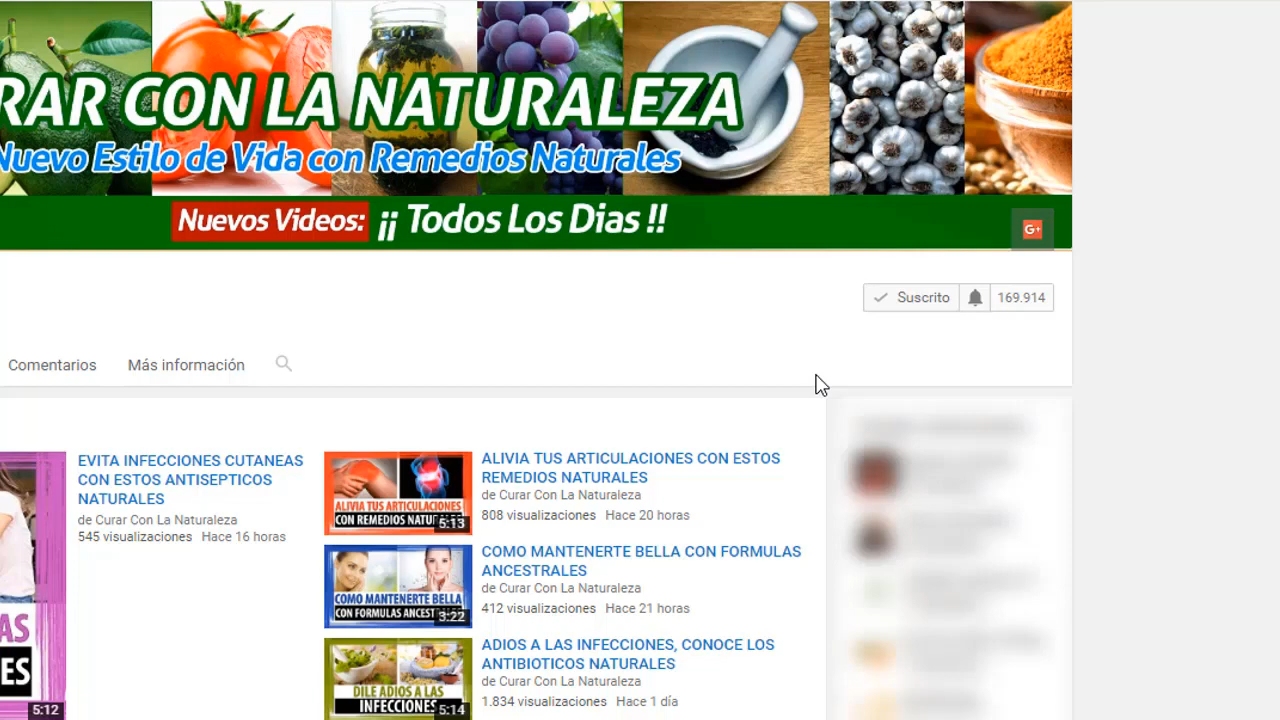 RAR CON LA NATURALEZA
Nuevo Estilo de Vida con Remedios Naturales
Nuevos Videos: ¡¡ Todos Los Dias !!
G+
Suscrito 169.914
Comentarios Más información
EVITA INFECCIONES CUTANEAS
CON ESTOS ANTISEPTICOS
NATURALES
de Curar Con La Naturaleza
545 visualizaciones Hace 16 horas
AS
ES
5:12
ALIVIA TUS ARTICULACIONES
CON REMEDIOS
5:13
ALIVIA TUS ARTICULACIONES CON ESTOS
REMEDIOS NATURALES
de Curar Con La Naturaleza
808 visualizaciones Hace 20 horas
COMO MANTENERTE BELLA
CON FORMULAS
3:22
COMO MANTENERTE BELLA CON FORMULAS
ANCESTRALES
de Curar Con La Naturaleza
412 visualizaciones Hace 21 horas
DILE ADIOS A LAS
INFECCIONES
5:14
ADIOS A LAS INFECCIONES, CONOCE LOS
ANTIBIOTICOS NATURALES
de Curar Con La Naturaleza
1.834 visualizaciones Hace 1 día